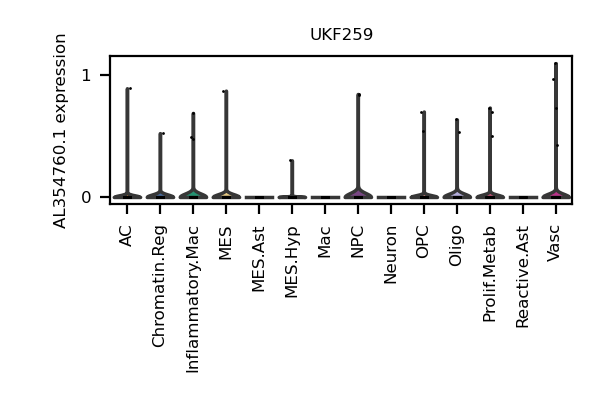 UKF259
AL354760.1 expression
1
0
AC
Chromatin.Reg
Inflammatory.Mac
MES
MES.Ast
MES.Hyp
Mac
NPC
Neuron
OPC
Oligo
Prolif.Metab
Reactive.Ast
Vasc